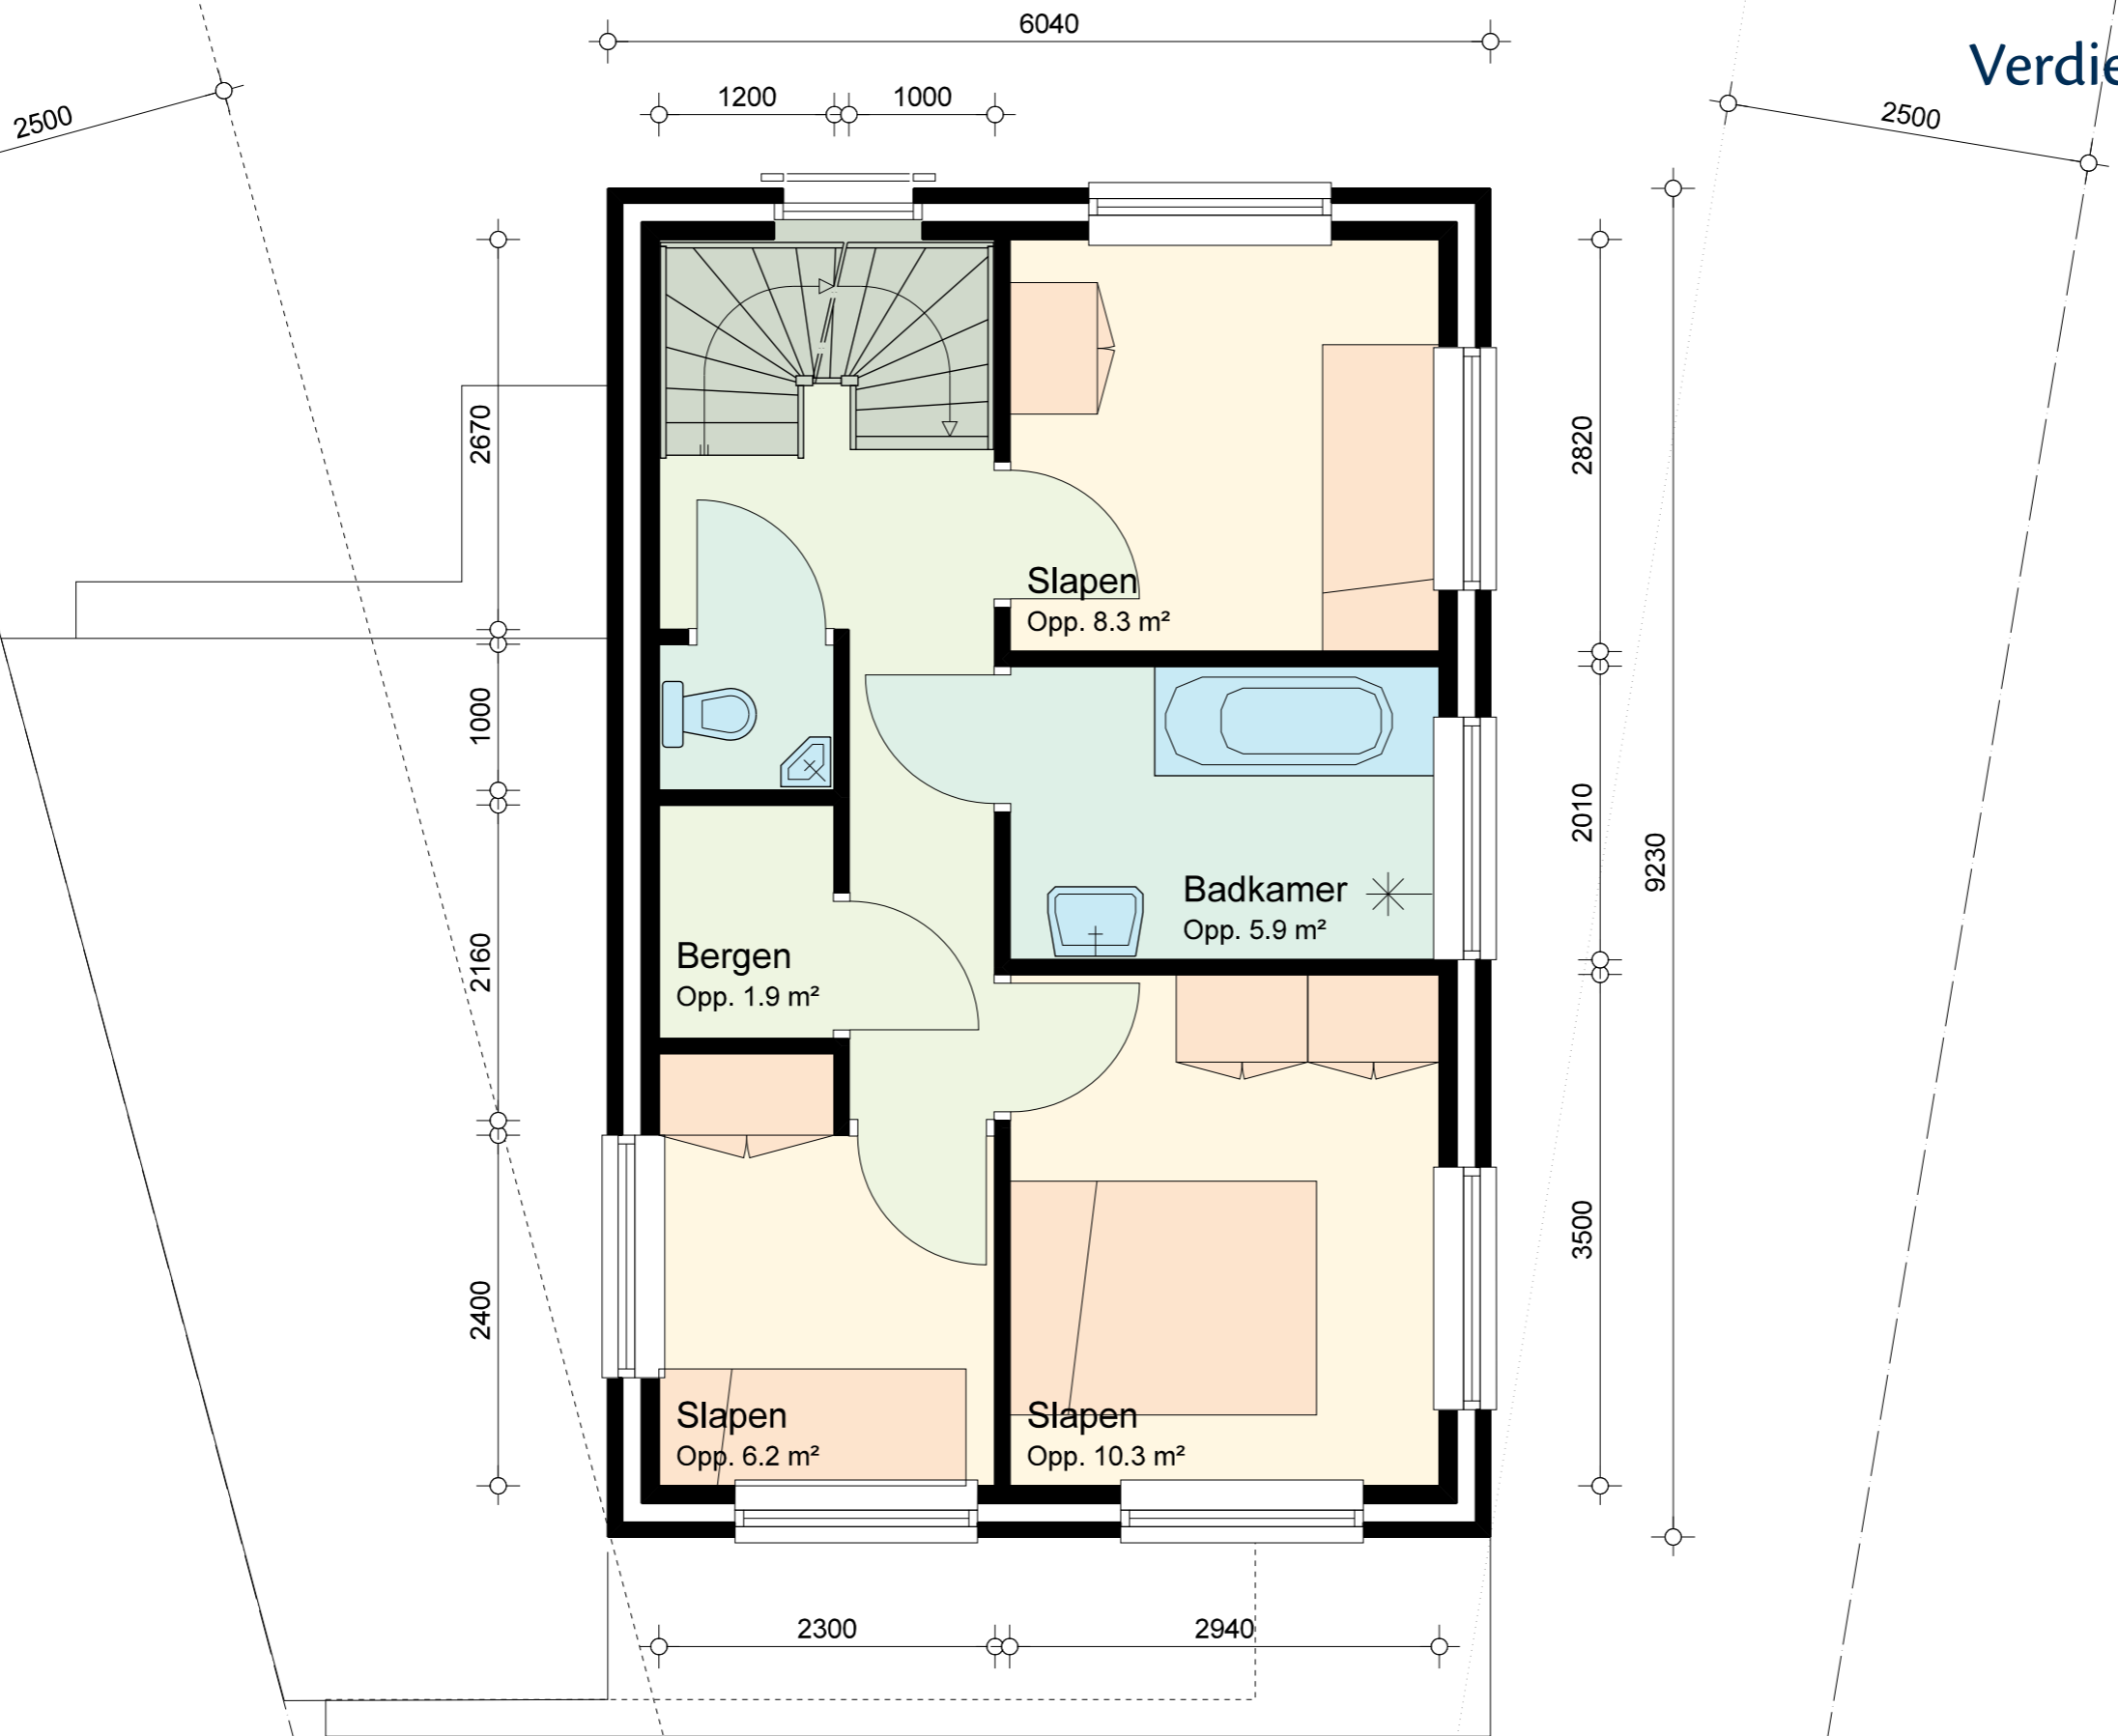 6040
Verdie
1200
1000
2500
2500
2670
2820
Slapen
Opp. 8.3 m²
1000
2010
9230
Badkamer
Opp. 5.9 m²
Bergen
Opp. 1.9 m²
2160
3500
2400
Slapen
Opp. 6.2 m²
Slapen
Opp. 10.3 m²
2300
2940